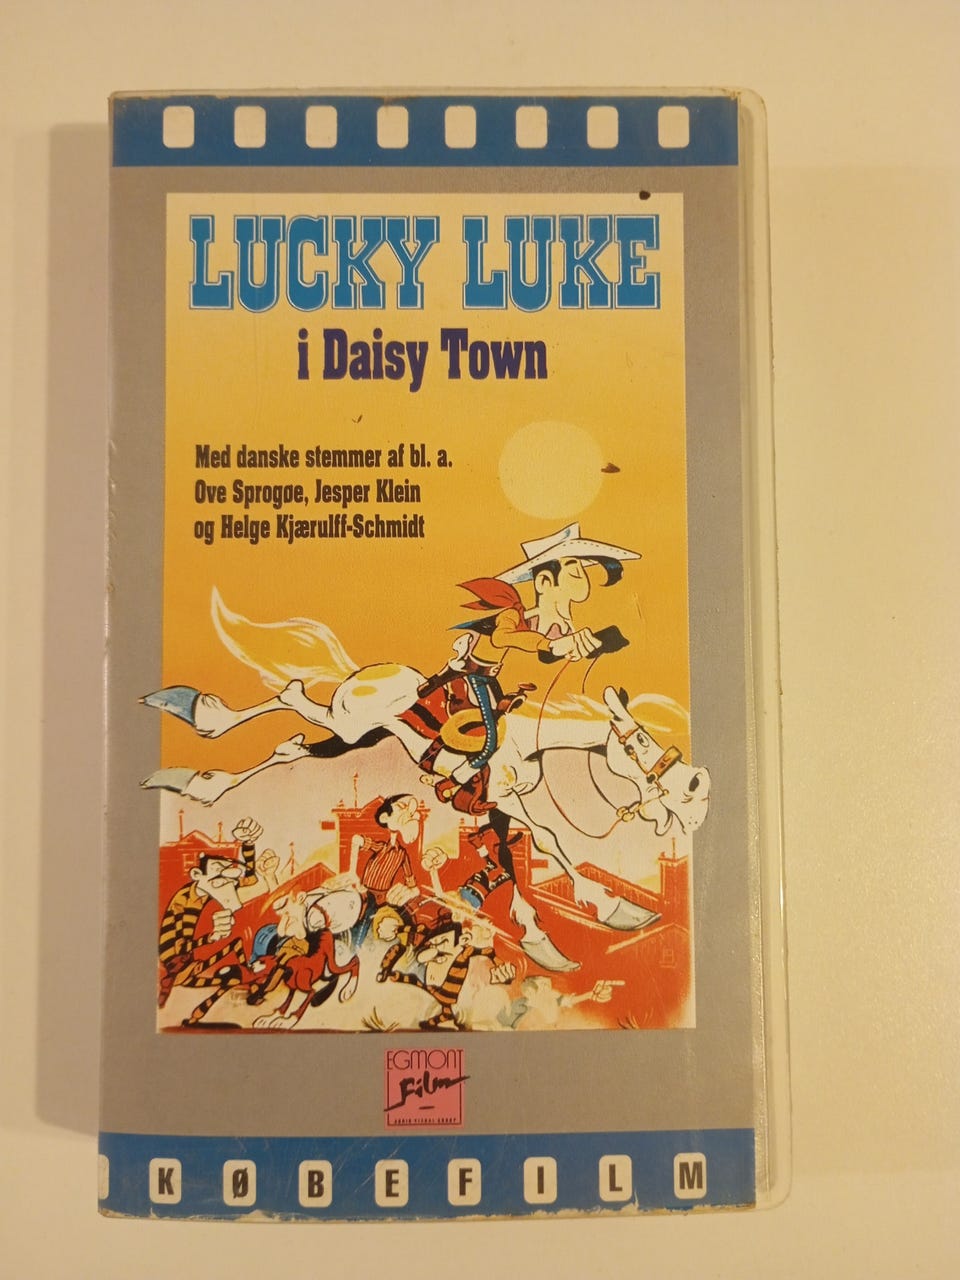 LUCKY LUKE
i Daisy Town
Med danske stemmer af bl. a.
Ove Sprogøe, Jesper Klein
og Helge Kjærulff-Schmidt
EGMONT
Film
KØBEFILM